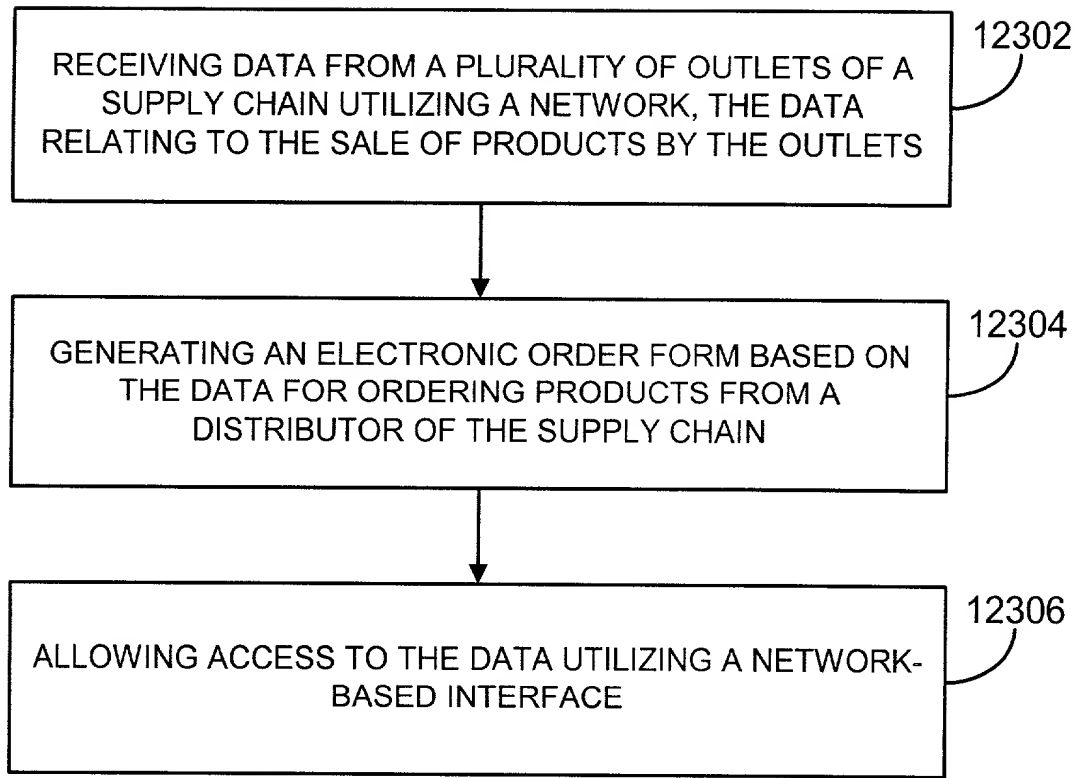 12302
RECEIVING DATA FROM A PLURALITY OF OUTLETS OF A
SUPPLY CHAIN UTILIZING A NETWORK, THE DATA
RELATING TO THE SALE OF PRODUCTS BY THE OUTLETS
12304
GENERATING AN ELECTRONIC ORDER FORM BASED ON
THE DATA FOR ORDERING PRODUCTS FROM A
DISTRIBUTOR OF THE SUPPLY CHAIN
12306
ALLOWING ACCESS TO THE DATA UTILIZING A NETWORK-
BASED INTERFACE